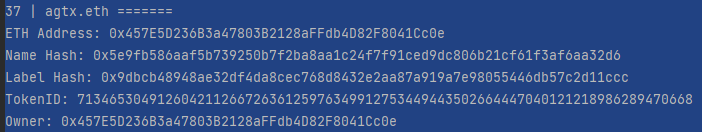 37 | agtx.eth =======
ETH Address: 0x457E5D236B3a47803B2128aFFdb4D82F8041Cc0e
Name Hash: 0x5e9fb586aaf5b739250b7f2ba8aa1c24f7f91ced9dc806b21cf61f3af6aa32d6
Label Hash: 0x9dbcb48948ae32df4da8cec768d8432e2aa87a919a7e98055446db57c2d11ccc
TokenID: 71346530491260421126672636125976349912753449443502664447040121218986289470668
Owner: 0x457E5D236B3a47803B2128aFFdb4D82F8041Cc0e